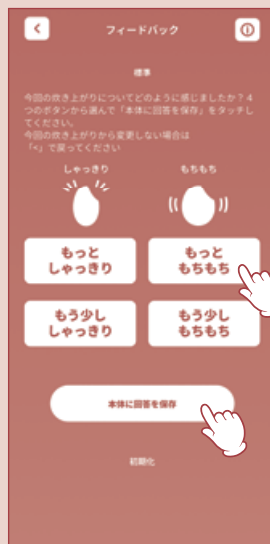 フィードバック
標準
今回の炊き上がりについてどのように感じましたか？4
つのボタンから選んで「本体に回答を保存」をタッチし
てください。
今回の炊き上がりから変更しない場合は
「<」で戻ってください
しゃっきり
もちもち
もっと
しゃっきり
もっと
もちもち
もう少し
しゃっきり
もう少し
もちもち
本体に回答を保存
初期化